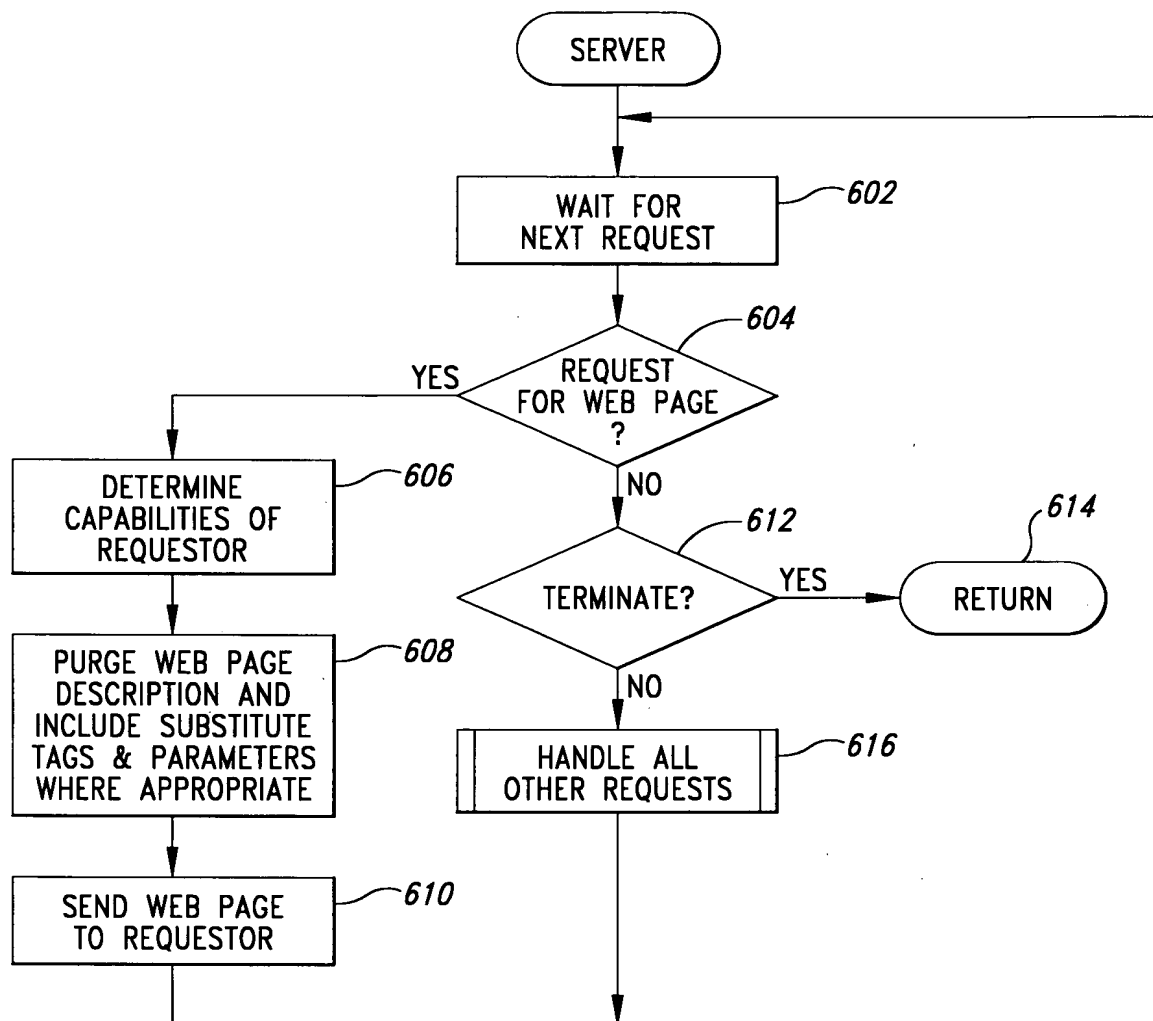 SERVER
WAIT FOR
NEXT REQUEST
602
604
REQUEST
FOR WEB PAGE
?
YES
NO
DETERMINE
CAPABILITIES OF
REQUESTOR
606
612
TERMINATE?
YES
614
RETURN
NO
PURGE WEB PAGE
DESCRIPTION AND
INCLUDE SUBSTITUTE
TAGS & PARAMETERS
WHERE APPROPRIATE
608
HANDLE ALL
OTHER REQUESTS
616
SEND WEB PAGE
TO REQUESTOR
610